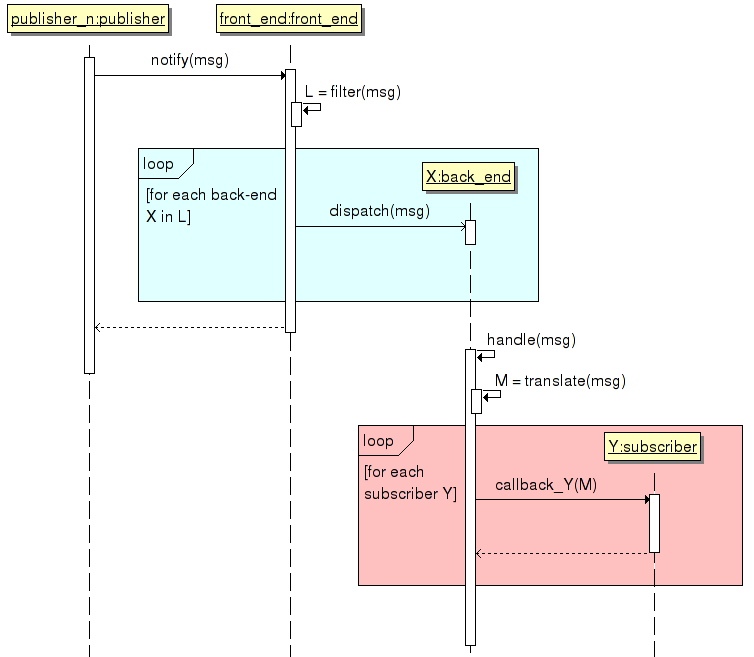 publisher_n:publisher
front_end:front_end
notify(msg)
L = filter(msg)
loop
X:back_end
[for each back-end
X in L]
dispatch(msg)
handle(msg)
M = translate(msg)
loop
Y:subscriber
[for each
subscriber Y]
callback_Y(M)